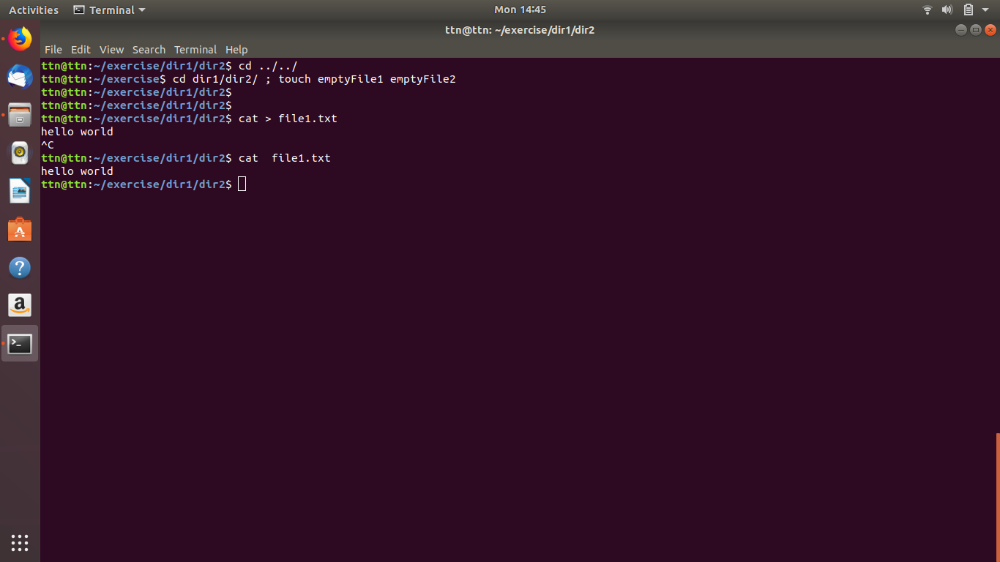 Activities Terminal Mon 14:45
ttn@ttn: ~/exercise/dir1/dir2
File Edit View Search Terminal Help
ttn@ttn:~/exercise/dir1/dir2$ cd ../../
ttn@ttn:~/exercise$ cd dir1/dir2/ ; touch emptyFile1 emptyFile2
ttn@ttn:~/exercise/dir1/dir2$
ttn@ttn:~/exercise/dir1/dir2$
ttn@ttn:~/exercise/dir1/dir2$ cat > file1.txt
hello world
^C
ttn@ttn:~/exercise/dir1/dir2$ cat  file1.txt
hello world
ttn@ttn:~/exercise/dir1/dir2$